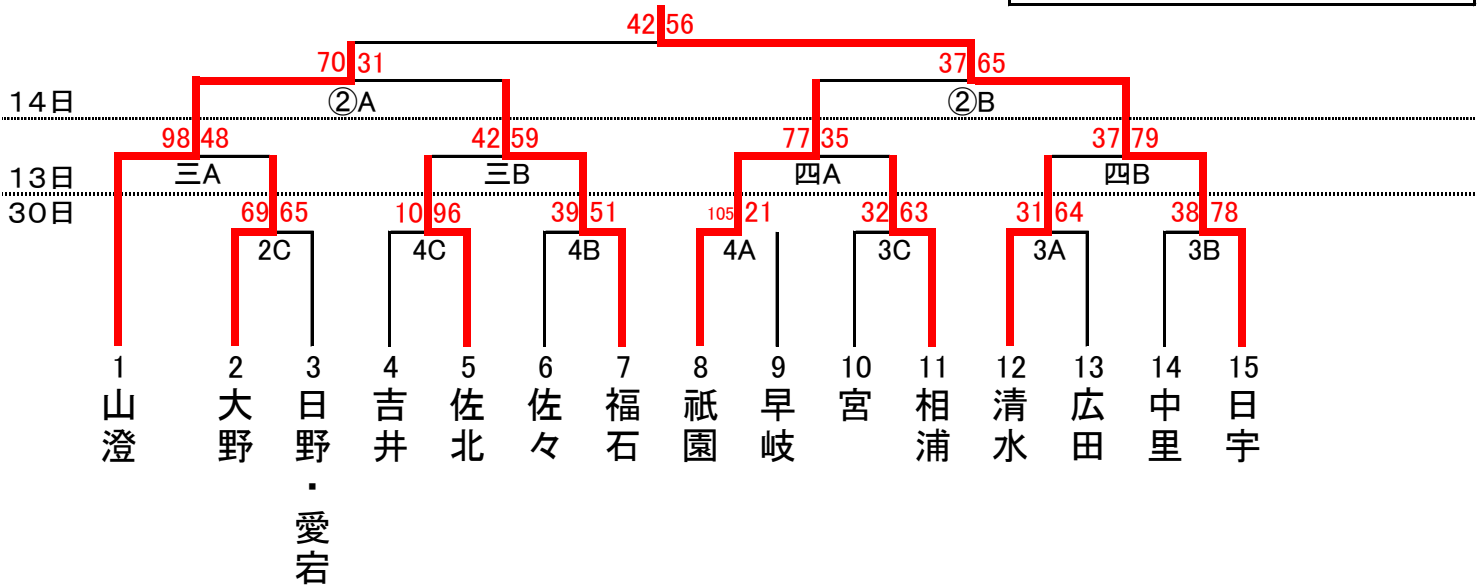 42 56
70 31 37 65
14日 ②A ②B
98 48 42 59 77 35 37 79
13日 三A 三B 四A 四B
30日 69 65 10 96 39 51 105 21 32 63 31 64 38 78
2C 4C 4B 4A 3C 3A 3B
1 2 3 4 5 6 7 8 9 10 11 12 13 14 15
山澄
大野
日野・愛宕
吉井
佐北
佐々
福石
祇園
早岐
宮
相浦
清水
広田
中里
日宇